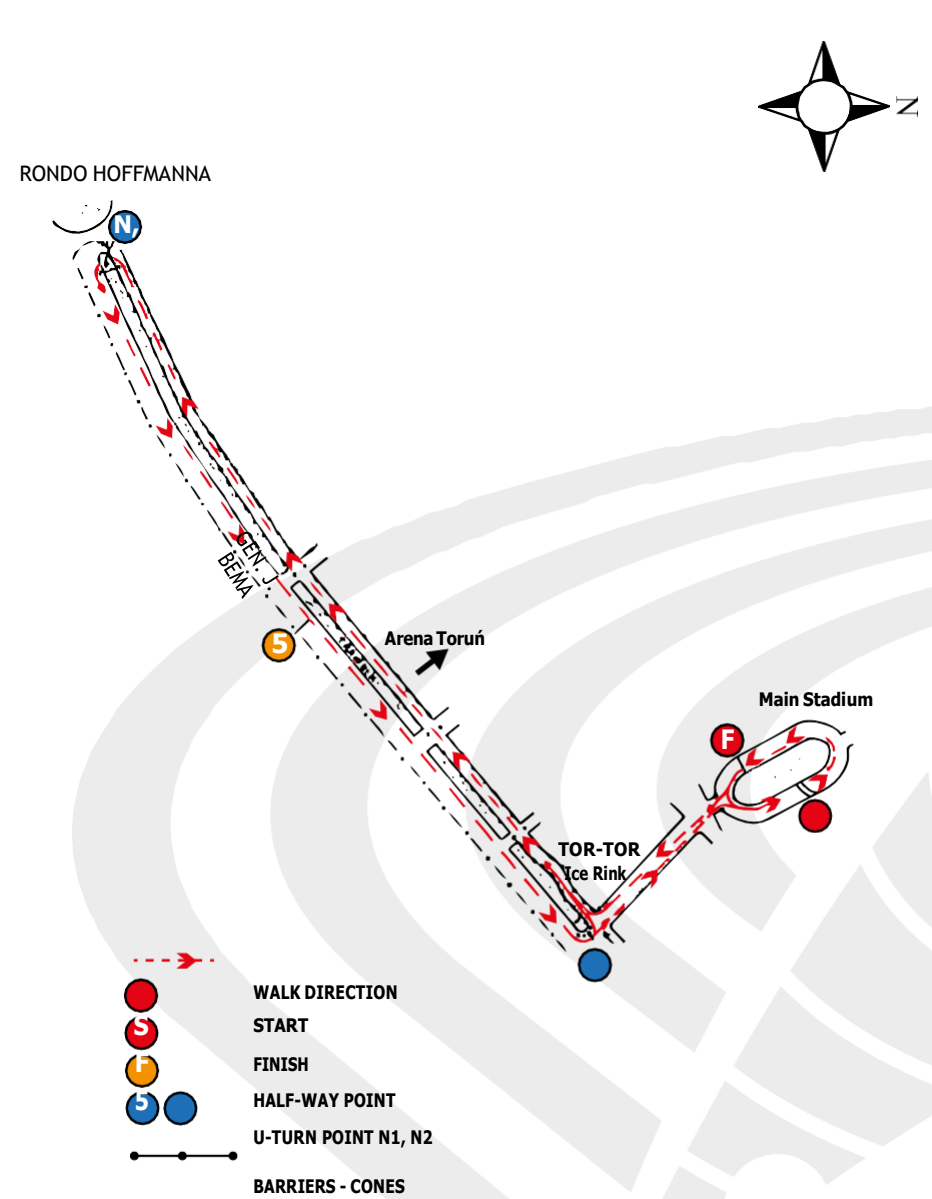 N
RONDO HOFFMANNA
N,
GEN. J.
BEMA
5
Arena Toruń
Main Stadium
F
TOR-TOR
Ice Rink
WALK DIRECTION
S
START
F
FINISH
5
HALF-WAY POINT
U-TURN POINT N1, N2
BARRIERS - CONES